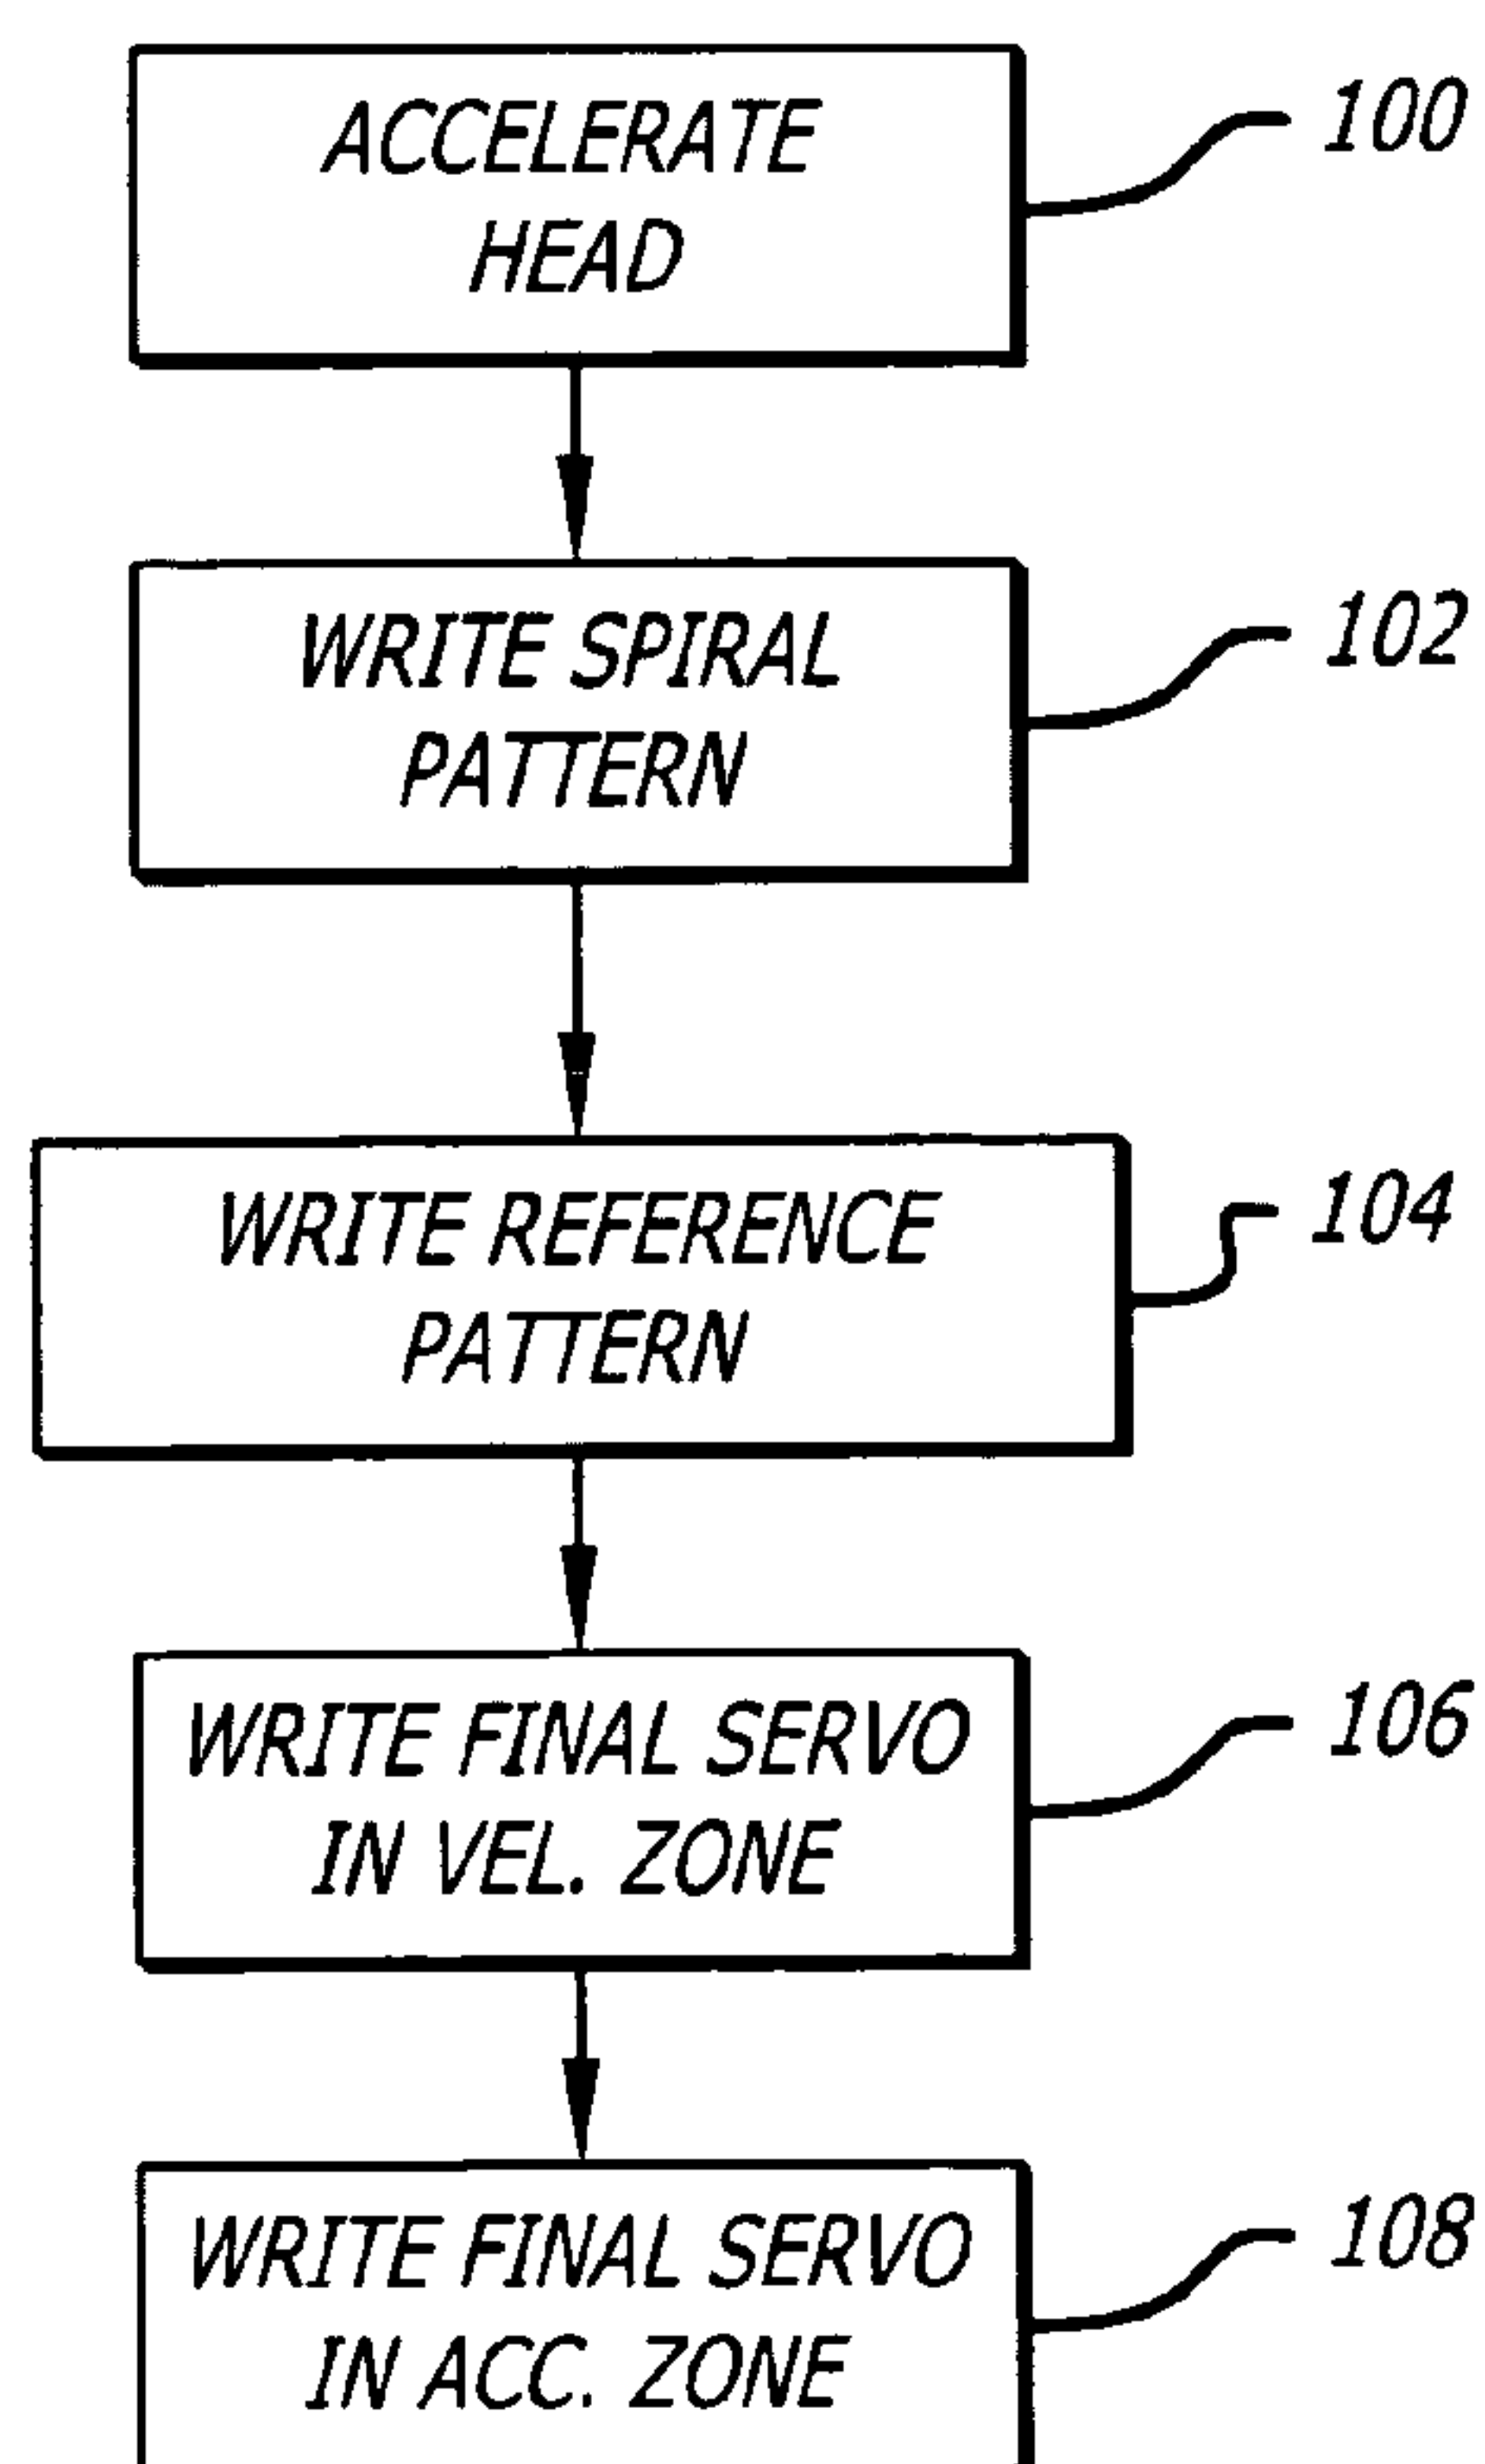 ACCELERATE
HEAD
100
WRITE SPIRAL
PATTERN
102
WRITE REFERENCE
PATTERN
104
WRITE FINAL SERVO
IN VEL. ZONE
106
WRITE FINAL SERVO
IN ACC. ZONE
108